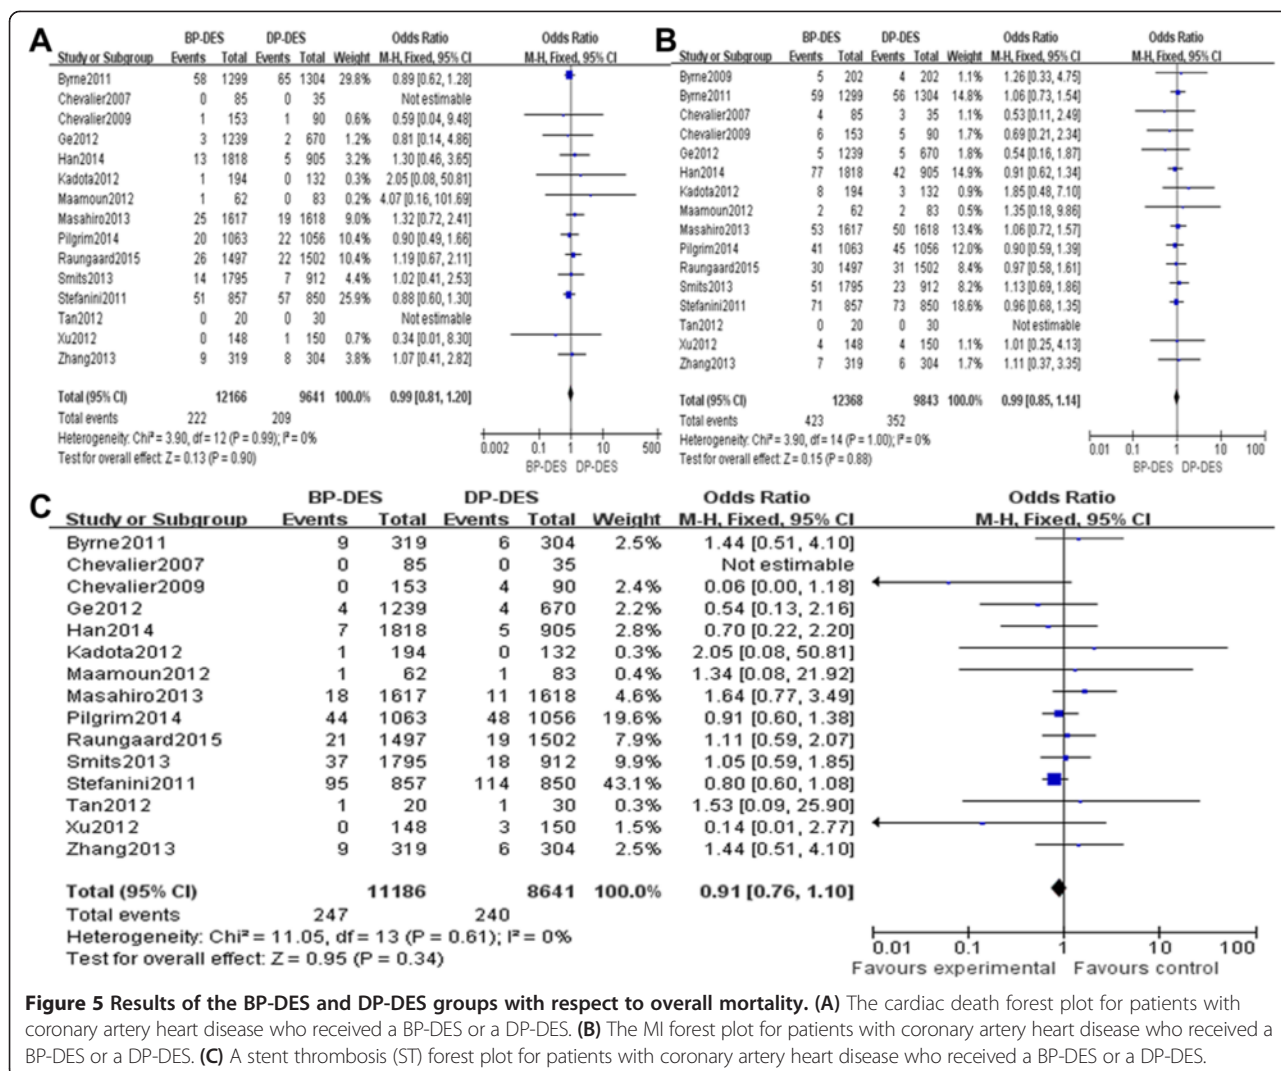 A
BP-DES DP-DES Odds Ratio Odds Ratio
Study or Subgroup Events Total Events Total Weight M-H, Fixed, 95% CI M-H, Fixed, 95% CI
Byrne2011 58 1299 65 1304 29.8% 0.89 [0.62, 1.28]
Chevalier2007 0 85 0 35 Not estimable
Chevalier2009 1 153 1 90 0.6% 0.59 [0.04, 9.48]
Ge2012 3 1239 2 670 1.2% 0.81 [0.14, 4.86]
Han2014 13 1818 5 905 3.2% 1.30 [0.46, 3.65]
Kadota2012 1 194 0 132 0.3% 2.05 [0.08, 50.81]
Maamoun2012 1 62 0 83 0.2% 4.07 [0.16, 101.69]
Masahiro2013 25 1617 19 1618 9.0% 1.32 [0.72, 2.41]
Pilgrim2014 20 1063 22 1056 10.4% 0.90 [0.49, 1.66]
Raungaard2015 26 1497 22 1502 10.4% 1.19 [0.67, 2.11]
Smits2013 14 1795 7 912 4.4% 1.02 [0.41, 2.53]
Stefanini2011 51 857 57 850 25.9% 0.88 [0.60, 1.30]
Tan2012 0 20 0 30 Not estimable
Xu2012 0 148 1 150 0.7% 0.34 [0.01, 8.30]
Zhang2013 9 319 8 304 3.8% 1.07 [0.41, 2.82]
Total (95% CI) 12166 9641 100.0% 0.99 [0.81, 1.20]
Total events 222 209
Heterogeneity: Chi² = 3.90, df = 12 (P = 0.99); I² = 0%
Test for overall effect: Z = 0.13 (P = 0.90)
0.002 0.1 1 10 500
BP-DES DP-DES
B
BP-DES DP-DES Odds Ratio Odds Ratio
Study or Subgroup Events Total Events Total Weight M-H, Fixed, 95% CI M-H, Fixed, 95% CI
Byrne2009 5 202 4 202 1.1% 1.26 [0.33, 4.75]
Byrne2011 59 1299 56 1304 14.8% 1.06 [0.73, 1.54]
Chevalier2007 4 85 3 35 1.1% 0.53 [0.11, 2.49]
Chevalier2009 6 153 5 90 1.7% 0.69 [0.21, 2.34]
Ge2012 5 1239 5 670 1.8% 0.54 [0.16, 1.87]
Han2014 77 1818 42 905 14.9% 0.91 [0.62, 1.34]
Kadota2012 8 194 3 132 0.9% 1.85 [0.48, 7.10]
Maamoun2012 2 62 2 83 0.5% 1.35 [0.18, 9.86]
Masahiro2013 53 1617 50 1618 13.4% 1.06 [0.72, 1.57]
Pilgrim2014 41 1063 45 1056 12.0% 0.90 [0.59, 1.39]
Raungaard2015 30 1497 31 1502 8.4% 0.97 [0.58, 1.61]
Smits2013 51 1795 23 912 8.2% 1.13 [0.69, 1.86]
Stefanini2011 71 857 73 850 18.6% 0.96 [0.68, 1.35]
Tan2012 0 20 0 30 Not estimable
Xu2012 4 148 4 150 1.1% 1.01 [0.25, 4.13]
Zhang2013 7 319 6 304 1.7% 1.11 [0.37, 3.35]
Total (95% CI) 12368 9843 100.0% 0.99 [0.85, 1.14]
Total events 423 352
Heterogeneity: Chi² = 3.90, df = 14 (P = 1.00); I² = 0%
Test for overall effect: Z = 0.15 (P = 0.88)
0.01 0.1 1 10 100
BP-DES DP-DES
C
BP-DES DP-DES Odds Ratio Odds Ratio
Study or Subgroup Events Total Events Total Weight M-H, Fixed, 95% CI M-H, Fixed, 95% CI
Byrne2011 9 319 6 304 2.5% 1.44 [0.51, 4.10]
Chevalier2007 0 85 0 35 Not estimable
Chevalier2009 0 153 4 90 2.4% 0.06 [0.00, 1.18]
Ge2012 4 1239 4 670 2.2% 0.54 [0.13, 2.16]
Han2014 7 1818 5 905 2.8% 0.70 [0.22, 2.20]
Kadota2012 1 194 0 132 0.3% 2.05 [0.08, 50.81]
Maamoun2012 1 62 1 83 0.4% 1.34 [0.08, 21.92]
Masahiro2013 18 1617 11 1618 4.6% 1.64 [0.77, 3.49]
Pilgrim2014 44 1063 48 1056 19.6% 0.91 [0.60, 1.38]
Raungaard2015 21 1497 19 1502 7.9% 1.11 [0.59, 2.07]
Smits2013 37 1795 18 912 9.9% 1.05 [0.59, 1.85]
Stefanini2011 95 857 114 850 43.1% 0.80 [0.60, 1.08]
Tan2012 1 20 1 30 0.3% 1.53 [0.09, 25.90]
Xu2012 0 148 3 150 1.5% 0.14 [0.01, 2.77]
Zhang2013 9 319 6 304 2.5% 1.44 [0.51, 4.10]
Total (95% CI) 11186 8641 100.0% 0.91 [0.76, 1.10]
Total events 247 240
Heterogeneity: Chi² = 11.05, df = 13 (P = 0.61); I² = 0%
Test for overall effect: Z = 0.95 (P = 0.34)
0.01 0.1 1 10 100
Favours experimental Favours control
Figure 5 Results of the BP-DES and DP-DES groups with respect to overall mortality. (A) The cardiac death forest plot for patients with
coronary artery heart disease who received a BP-DES or a DP-DES. (B) The MI forest plot for patients with coronary artery heart disease who received a
BP-DES or a DP-DES. (C) A stent thrombosis (ST) forest plot for patients with coronary artery heart disease who received a BP-DES or a DP-DES.